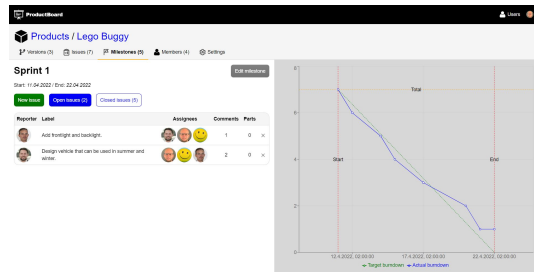 ProductBoard
Users
Products / Lego Buggy
Versions (3)
Issues (7)
Milestones (5)
Members (4)
Settings
Sprint 1
Edit milestone
Start: 11.04.2022 / End: 22.04.2022
New issue
Open issues (2)
Closed issues (5)
Reporter Label Assignees Comments Parts
Add frontlight and backlight. 1 0 ×
Design vehicle that can be used in summer and
winter. 2 0 ×
8
Total
6
4
Start
End
2
0
12.4.2022, 02:00:00
17.4.2022, 02:00:00
22.4.2022, 02:00:00
Target burndown
Actual burndown